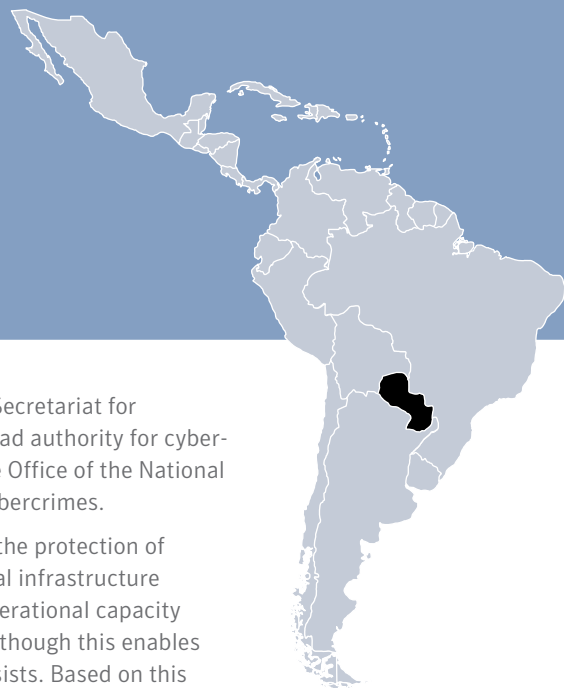 Secretariat for
ad authority for cyber-
e Office of the National
bercrimes.
the protection of
al infrastructure
erational capacity
though this enables
sists. Based on this